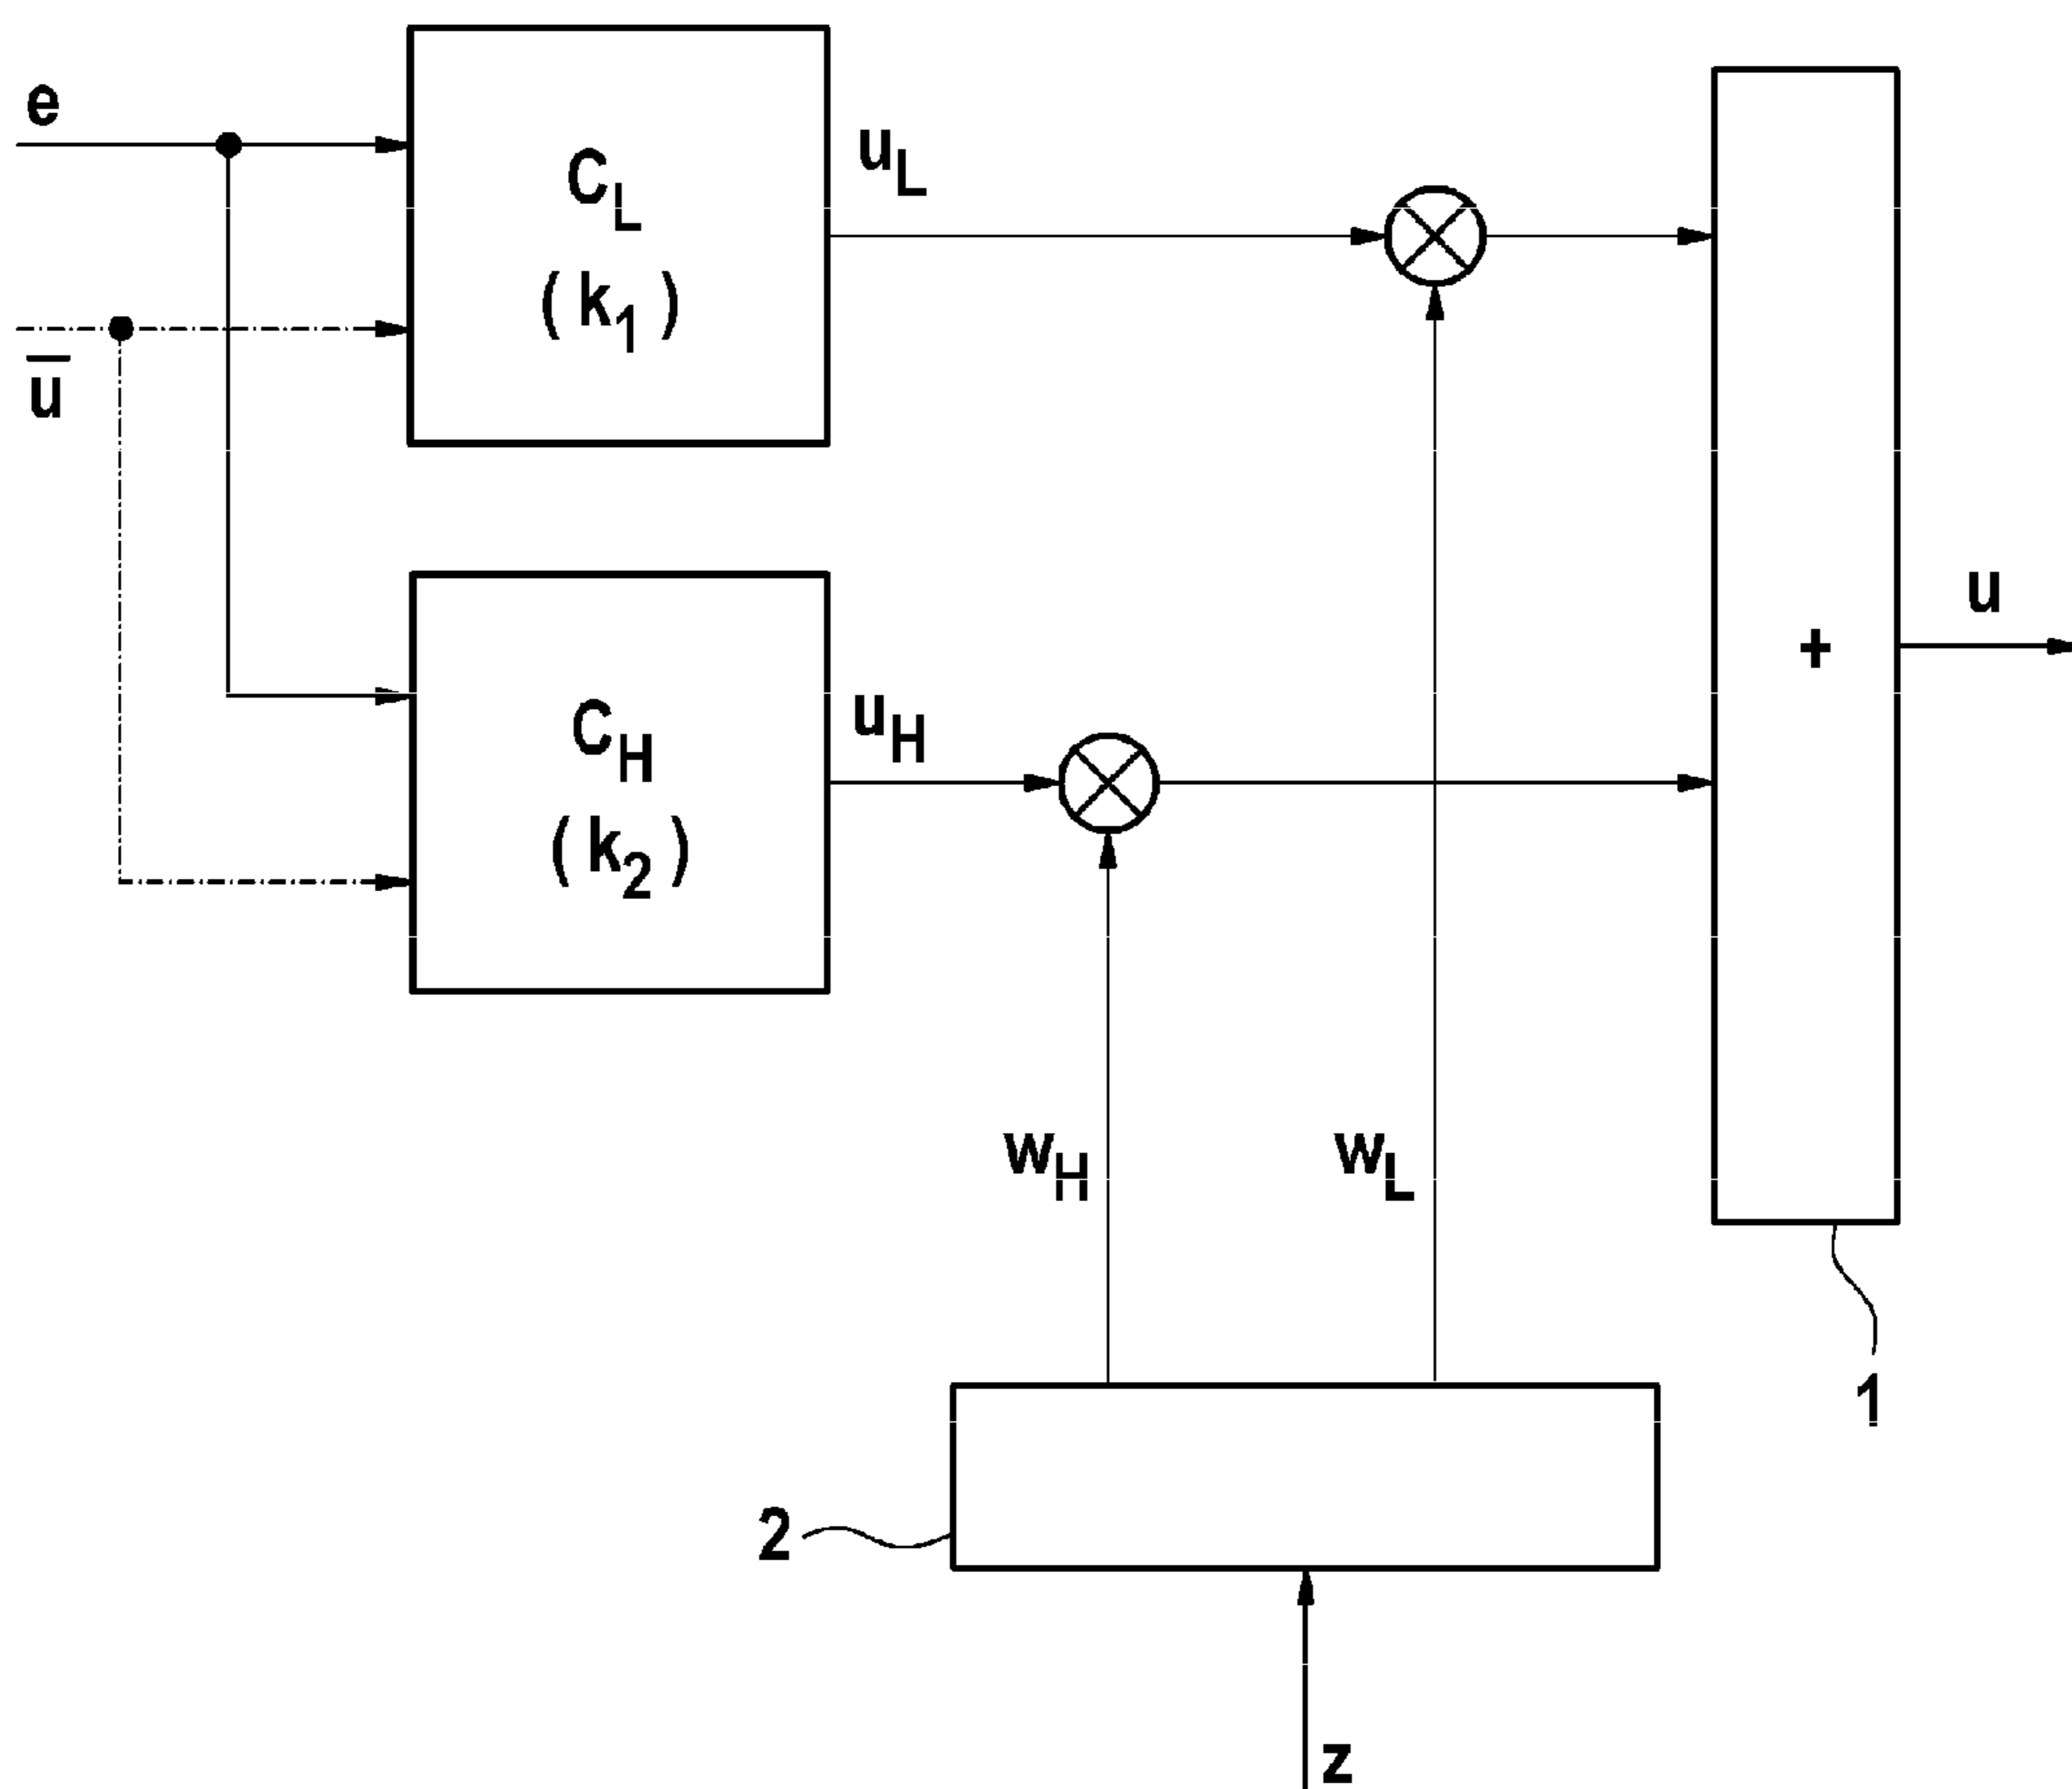 e
C_L
(k_1)
u_L
u̅
C_H
(k_2)
u_H
+
u
w_H
w_L
1
2
z